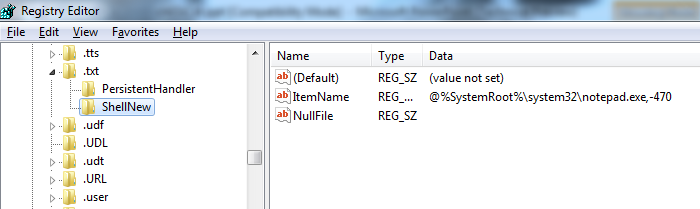 Registry Editor
File Edit View Favorites Help
.tts
.txt
PersistentHandler
ShellNew
.udf
.UDL
.udt
.URL
.user
Name Type Data
(Default) REG_SZ (value not set)
ItemName REG_... @%SystemRoot%\system32\notepad.exe,-470
NullFile REG_SZ